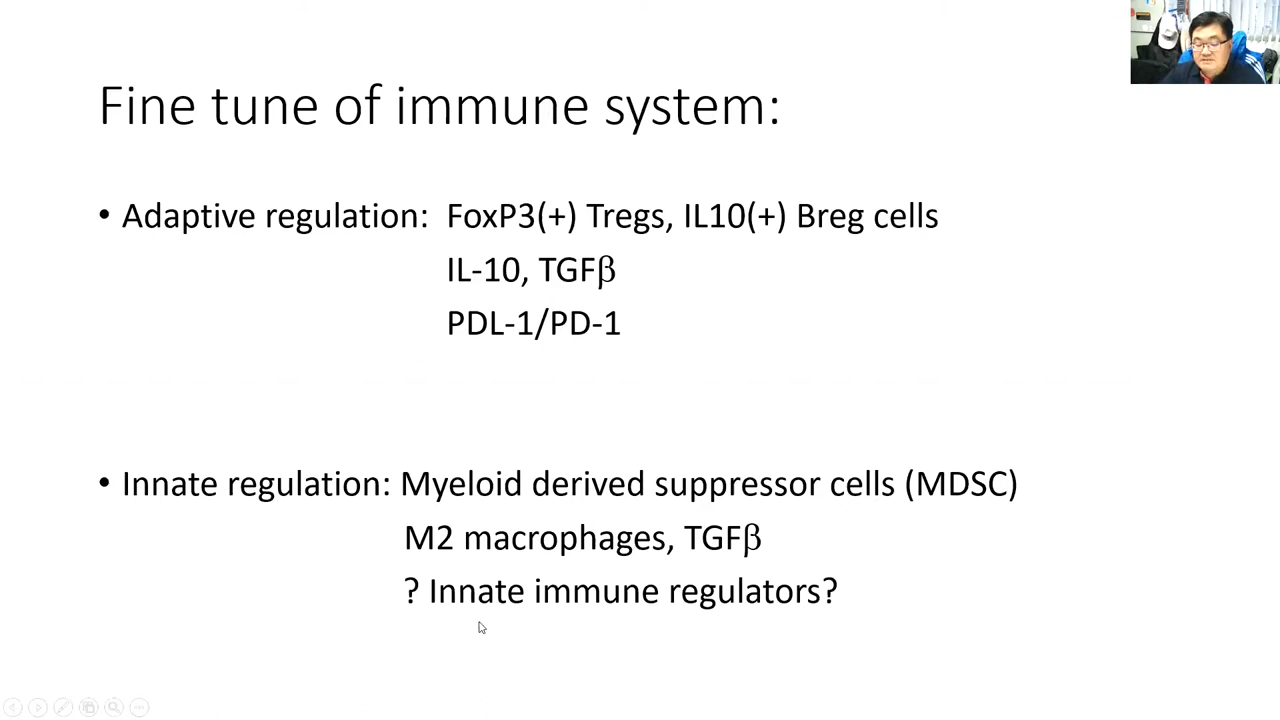 Fine tune of immune system:
• Adaptive regulation: FoxP3(+) Tregs, IL10(+) Breg cells
IL-10, TGFβ
PDL-1/PD-1
• Innate regulation: Myeloid derived suppressor cells (MDSC)
M2 macrophages, TGFβ
? Innate immune regulators?